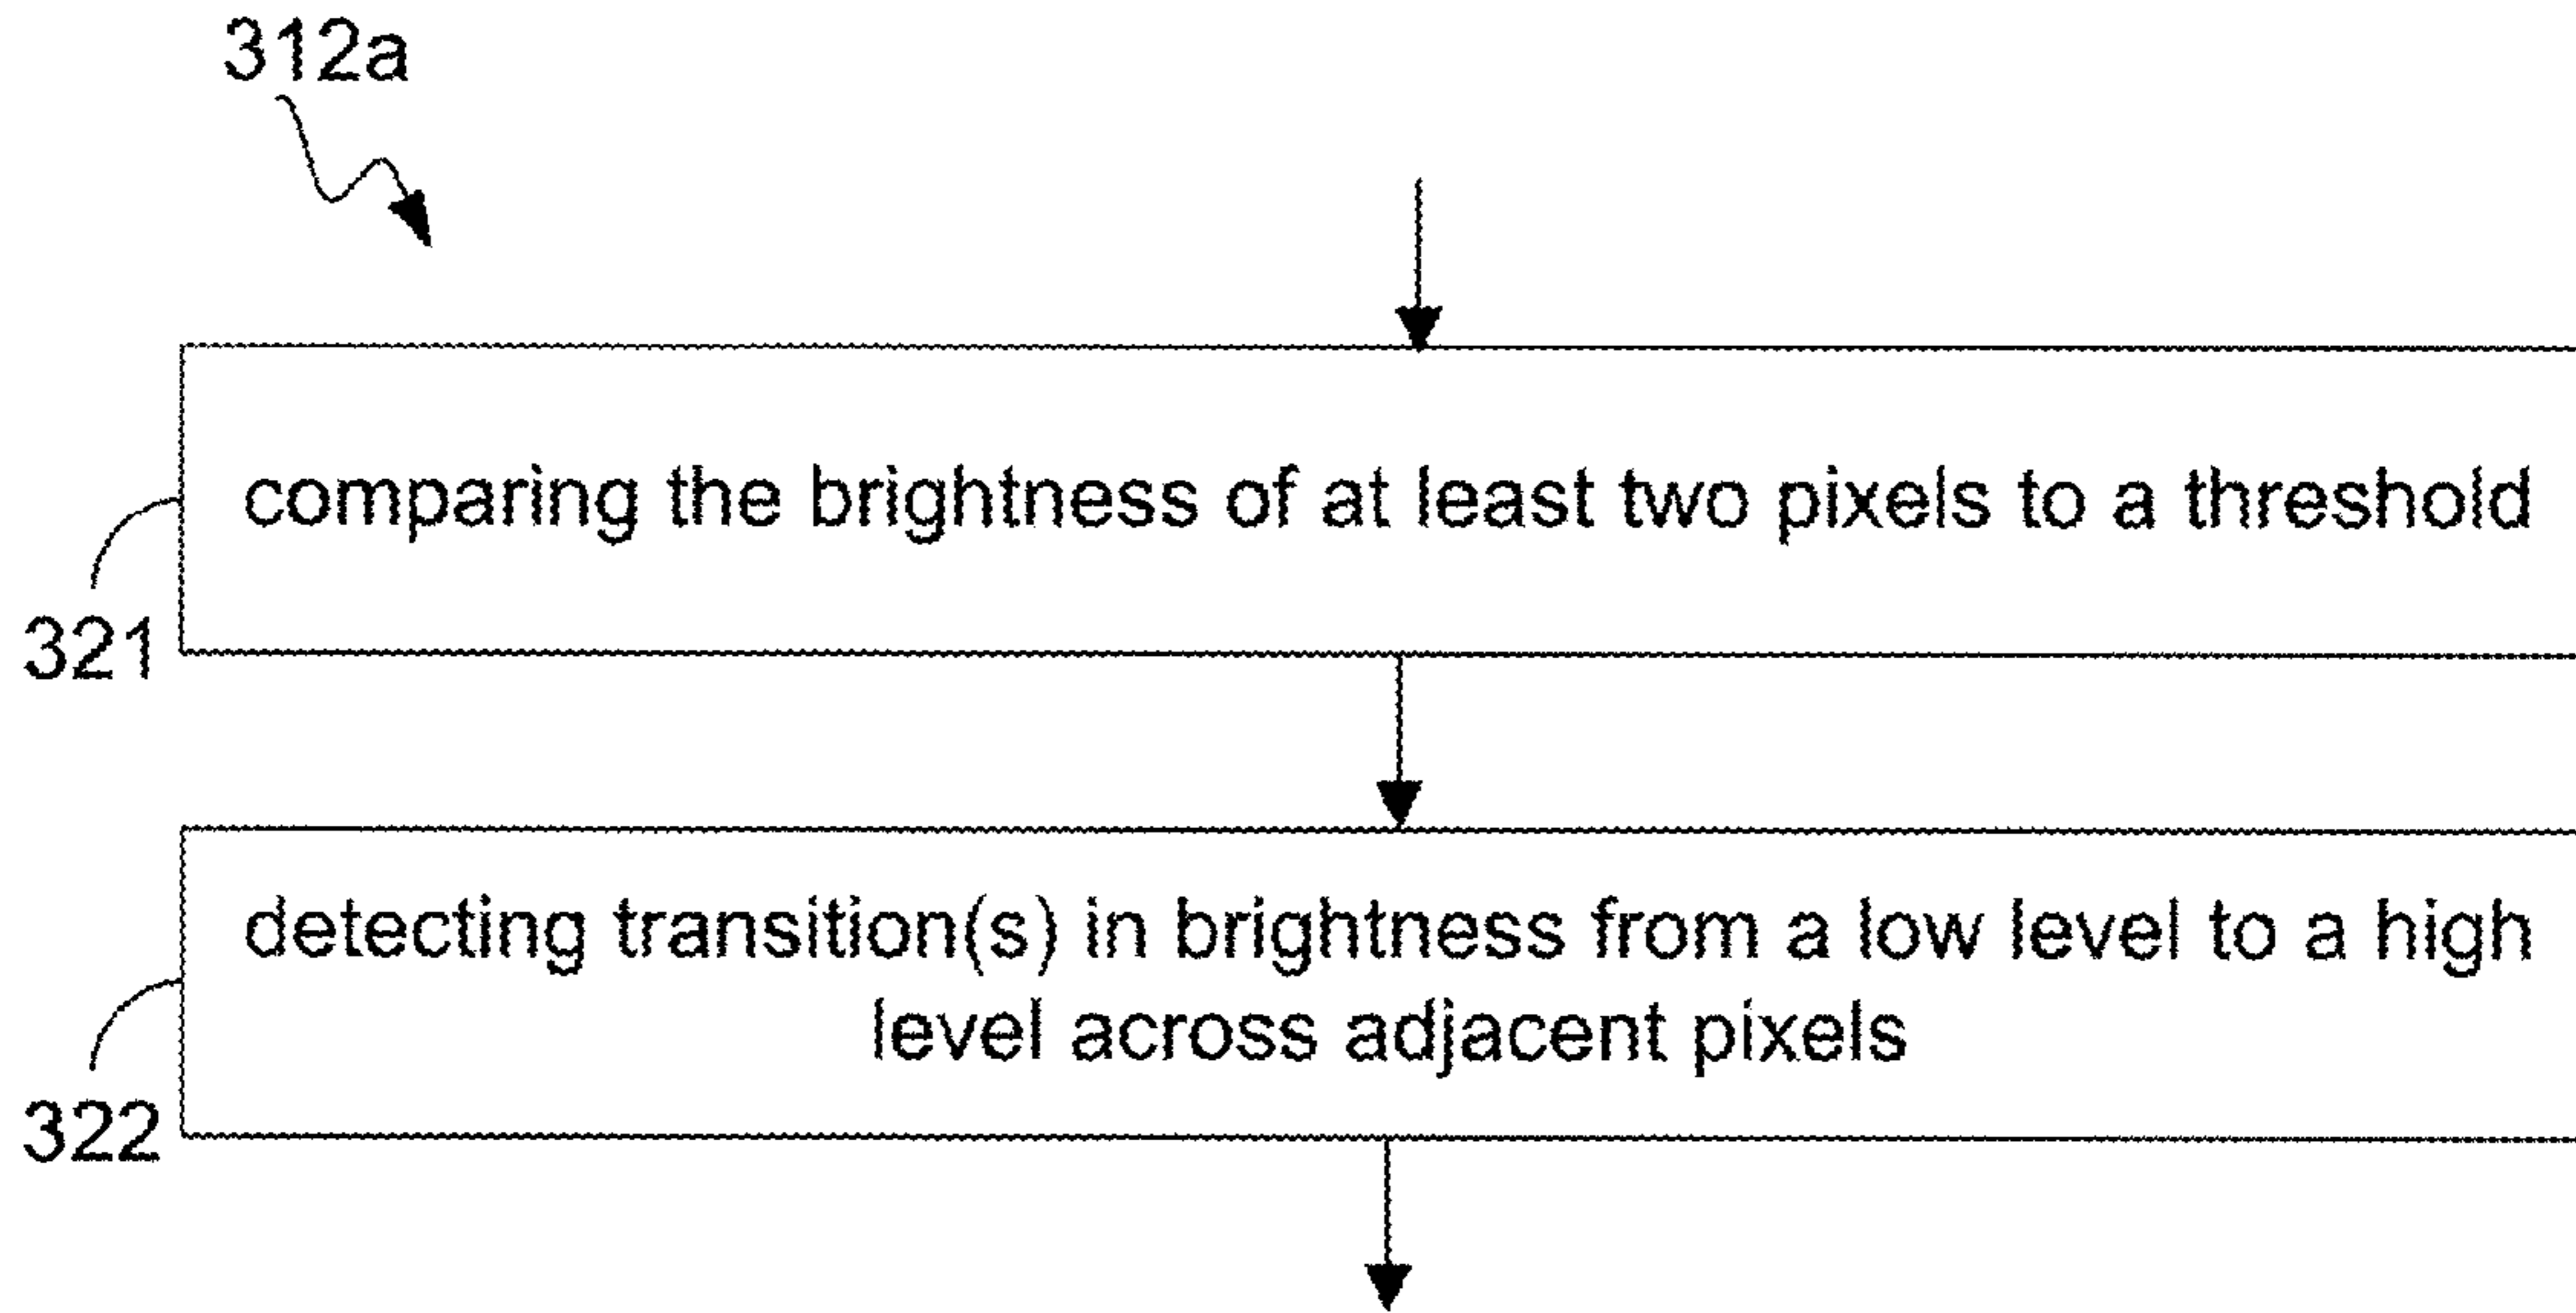 312a
comparing the brightness of at least two pixels to a threshold
321
detecting transition(s) in brightness from a low level to a high
level across adjacent pixels
322